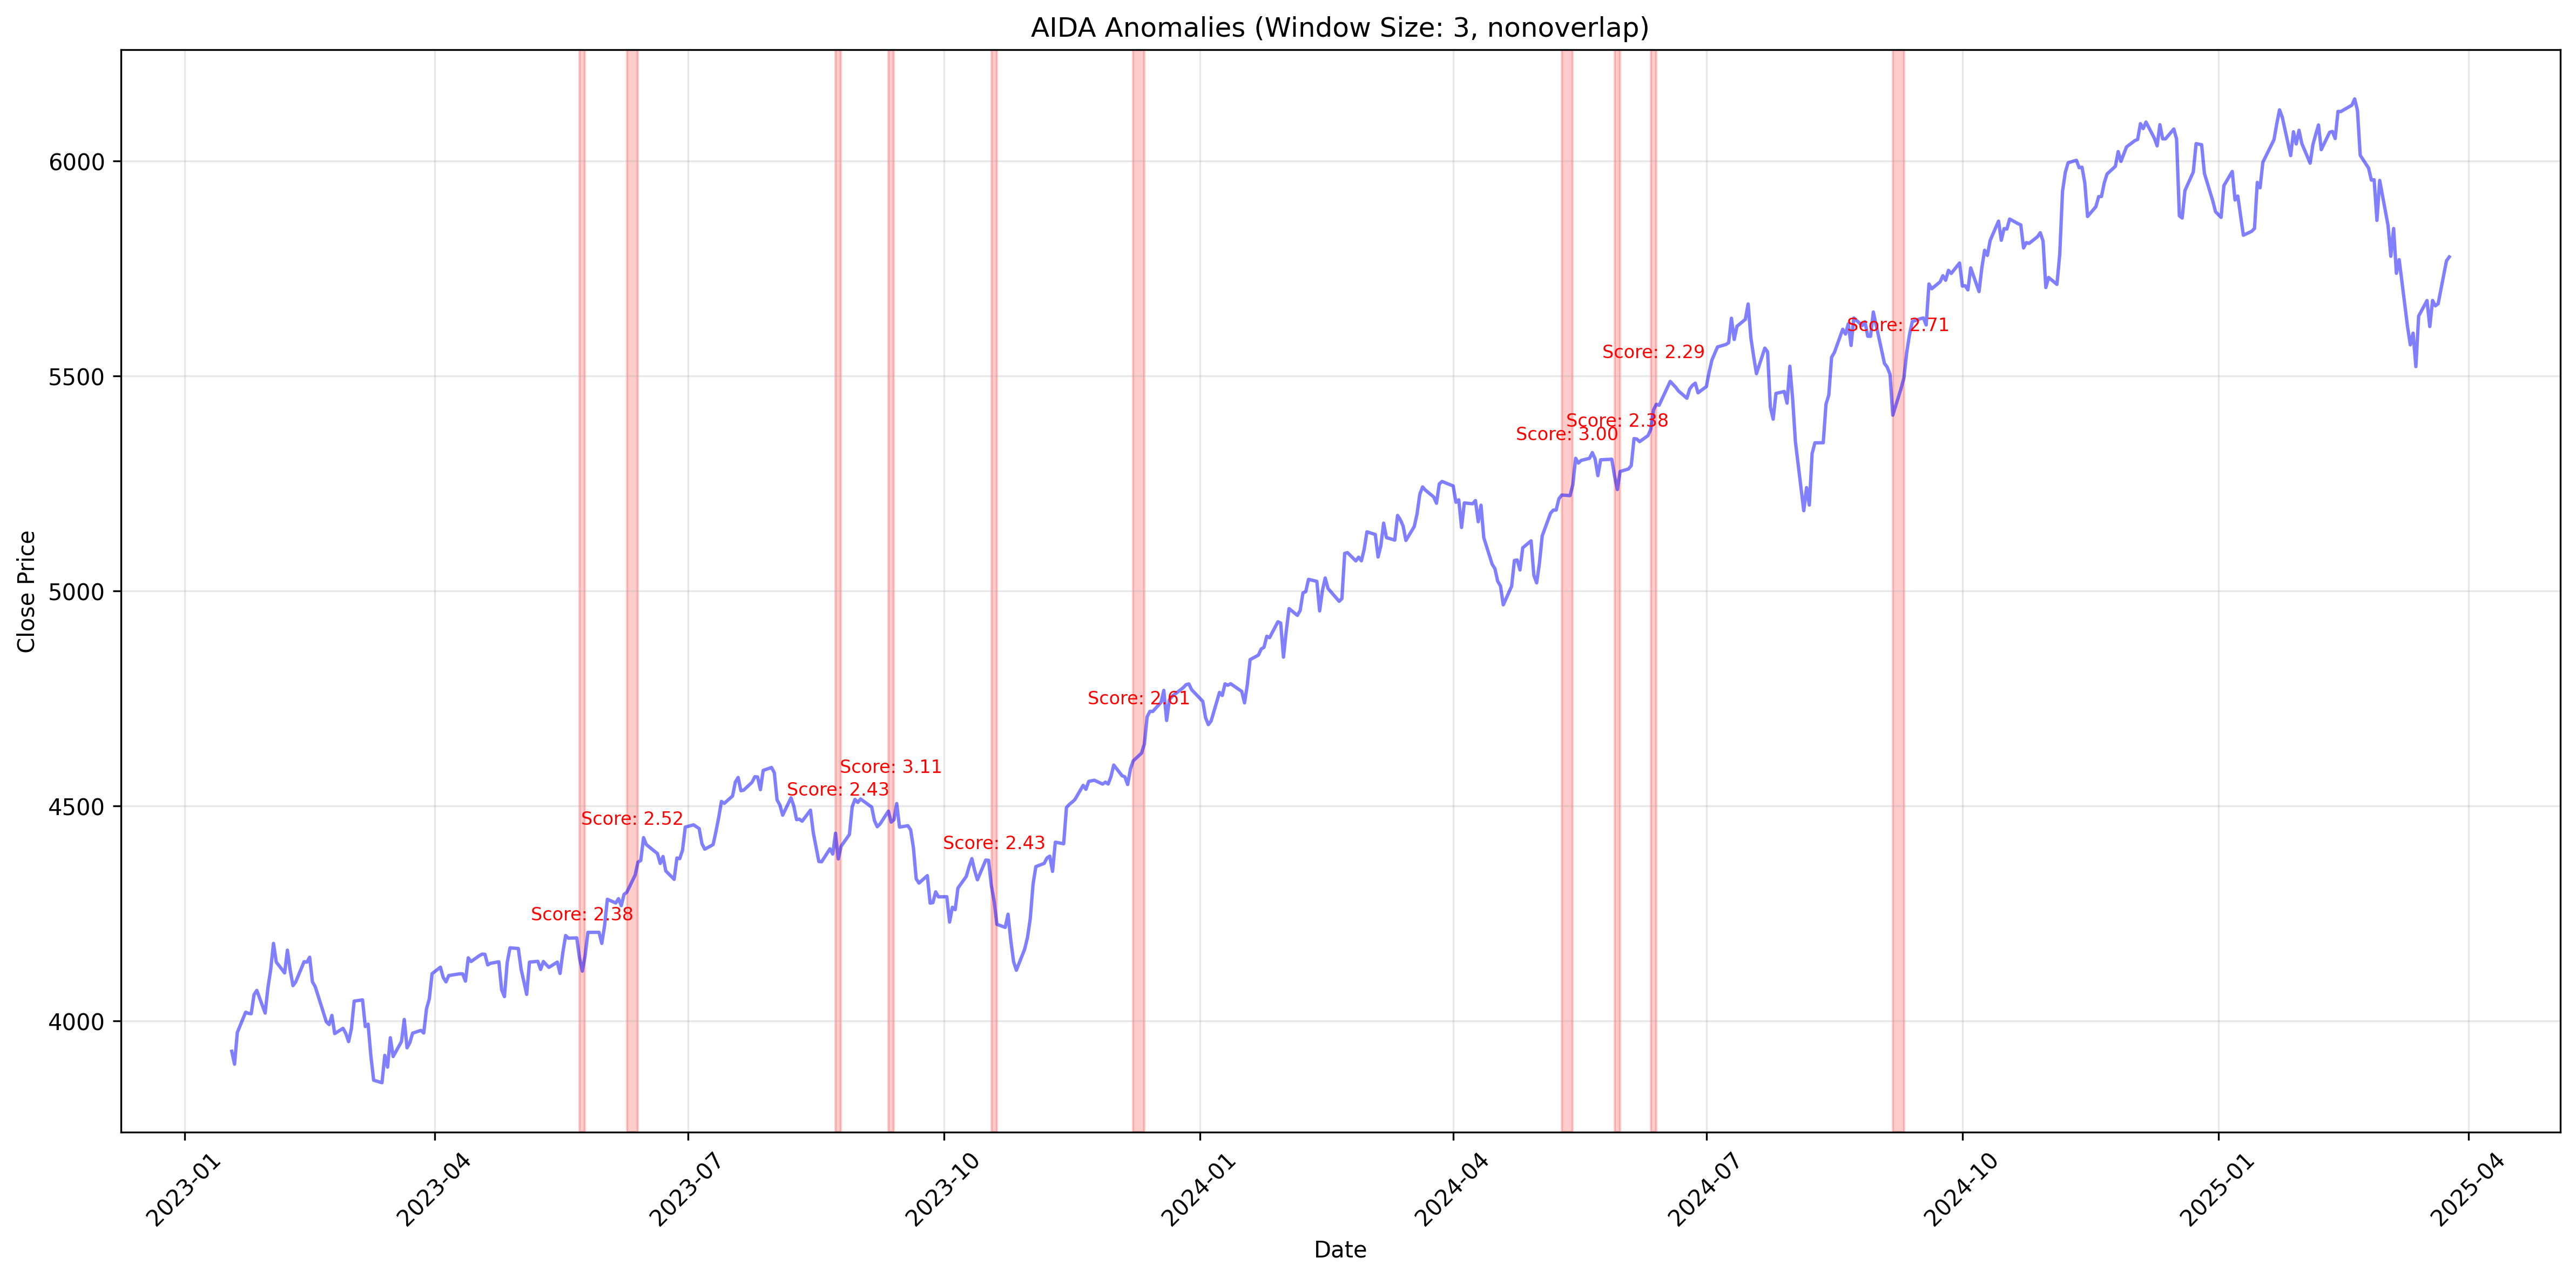 AIDA Anomalies (Window Size: 3, nonoverlap)
Close Price
6000
5500
5000
4500
4000
Score: 2.71
Score: 2.29
Score: 2.38
Score: 3.00
Score: 2.61
Score: 3.11
Score: 2.43
Score: 2.52
Score: 2.43
Score: 2.38
2023-01
2023-04
2023-07
2023-10
2024-01
2024-04
2024-07
2024-10
2025-01
2025-04
Date